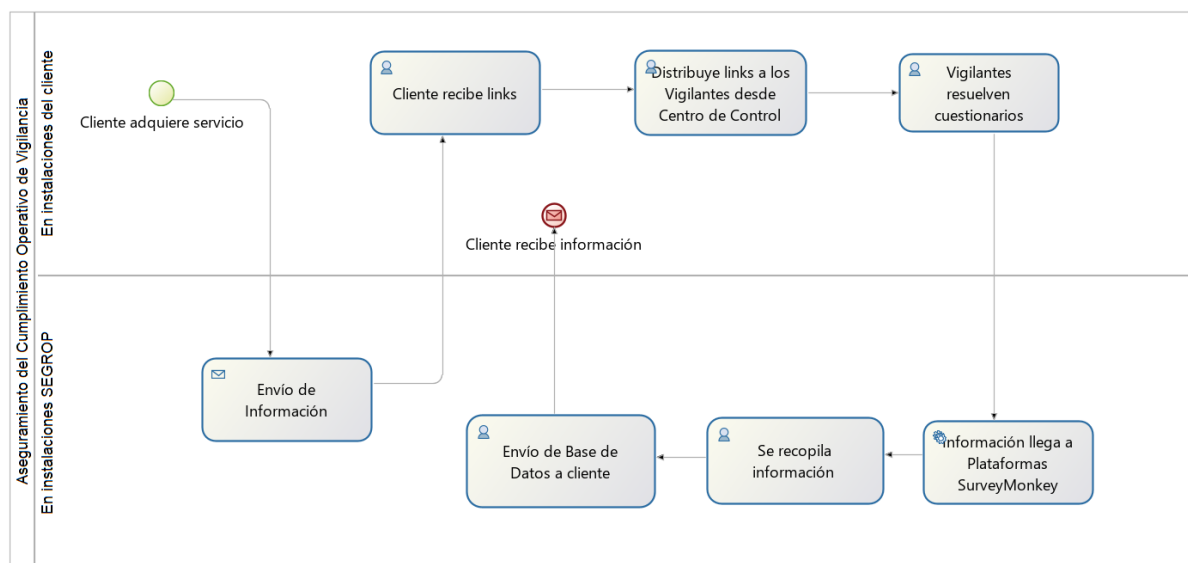 Aseguramiento del Cumplimiento Operativo de Vigilancia
En instalaciones del cliente
Cliente adquiere servicio
Cliente recibe links
Distribuye links a los
Vigilantes desde
Centro de Control
Vigilantes
resuelven
cuestionarios
Cliente recibe información
En instalaciones SEGROP
Envío de
Información
Envío de Base de
Datos a cliente
Se recopila
información
Información llega a
Plataformas
SurveyMonkey